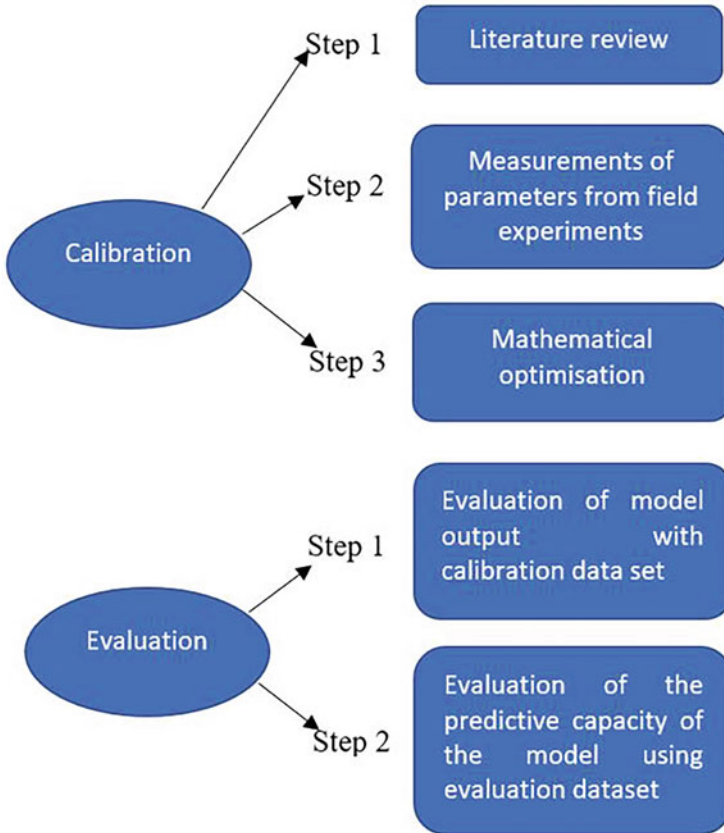 Step 1
Literature review
Step 2
Measurements of
parameters from field
experiments
Calibration
Step 3
Mathematical
optimisation
Evaluation of model
output with
calibration data set
Step 1
Evaluation
Step 2
Evaluation of the
predictive capacity of
the model using
evaluation dataset